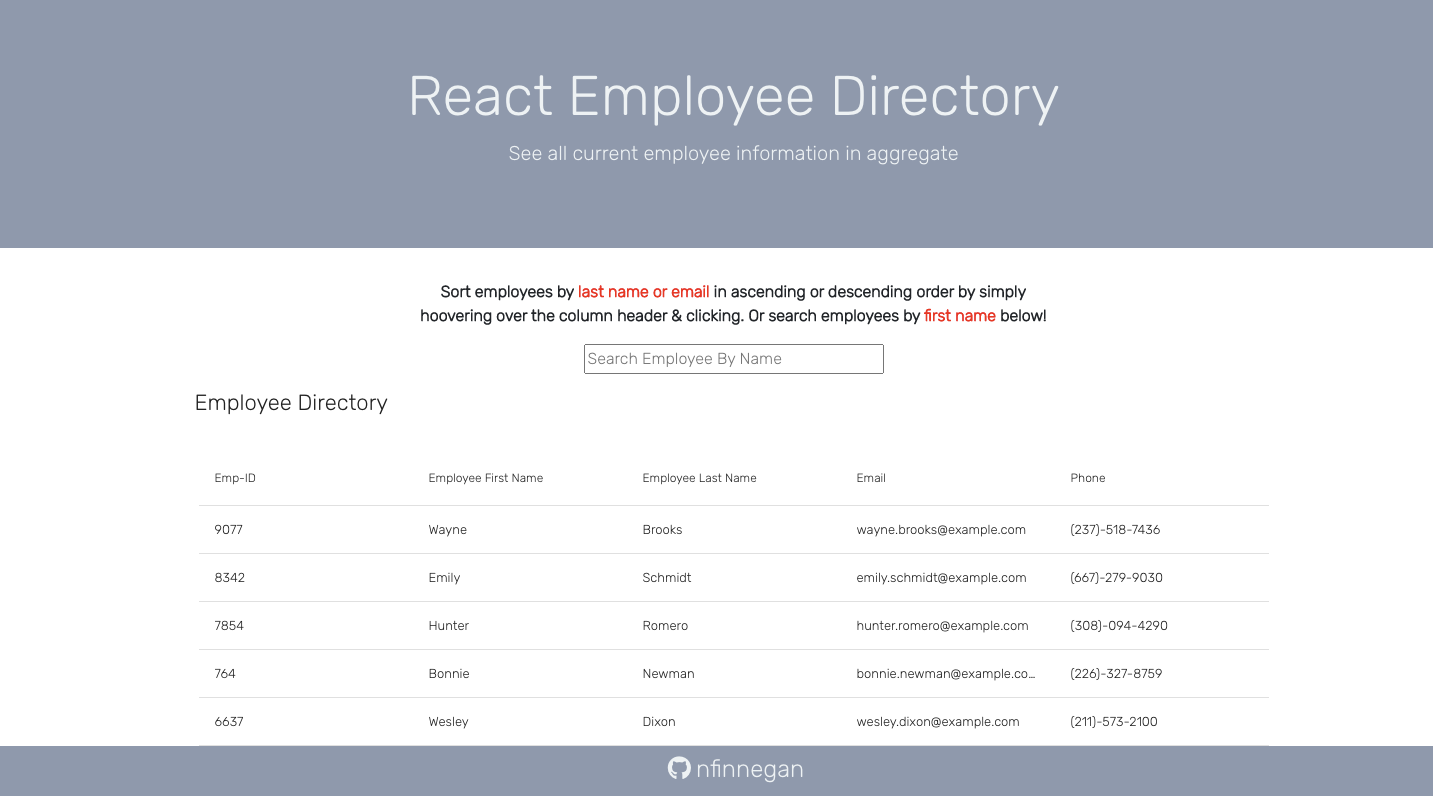 React Employee Directory
See all current employee information in aggregate
Sort employees by last name or email in ascending or descending order by simply
hoovering over the column header & clicking. Or search employees by first name below!
Search Employee By Name
Employee Directory
Emp-ID Employee First Name Employee Last Name Email Phone
9077 Wayne Brooks wayne.brooks@example.com (237)-518-7436
8342 Emily Schmidt emily.schmidt@example.com (667)-279-9030
7854 Hunter Romero hunter.romero@example.com (308)-094-4290
764 Bonnie Newman bonnie.newman@example.co... (226)-327-8759
6637 Wesley Dixon wesley.dixon@example.com (211)-573-2100
nfinnegan